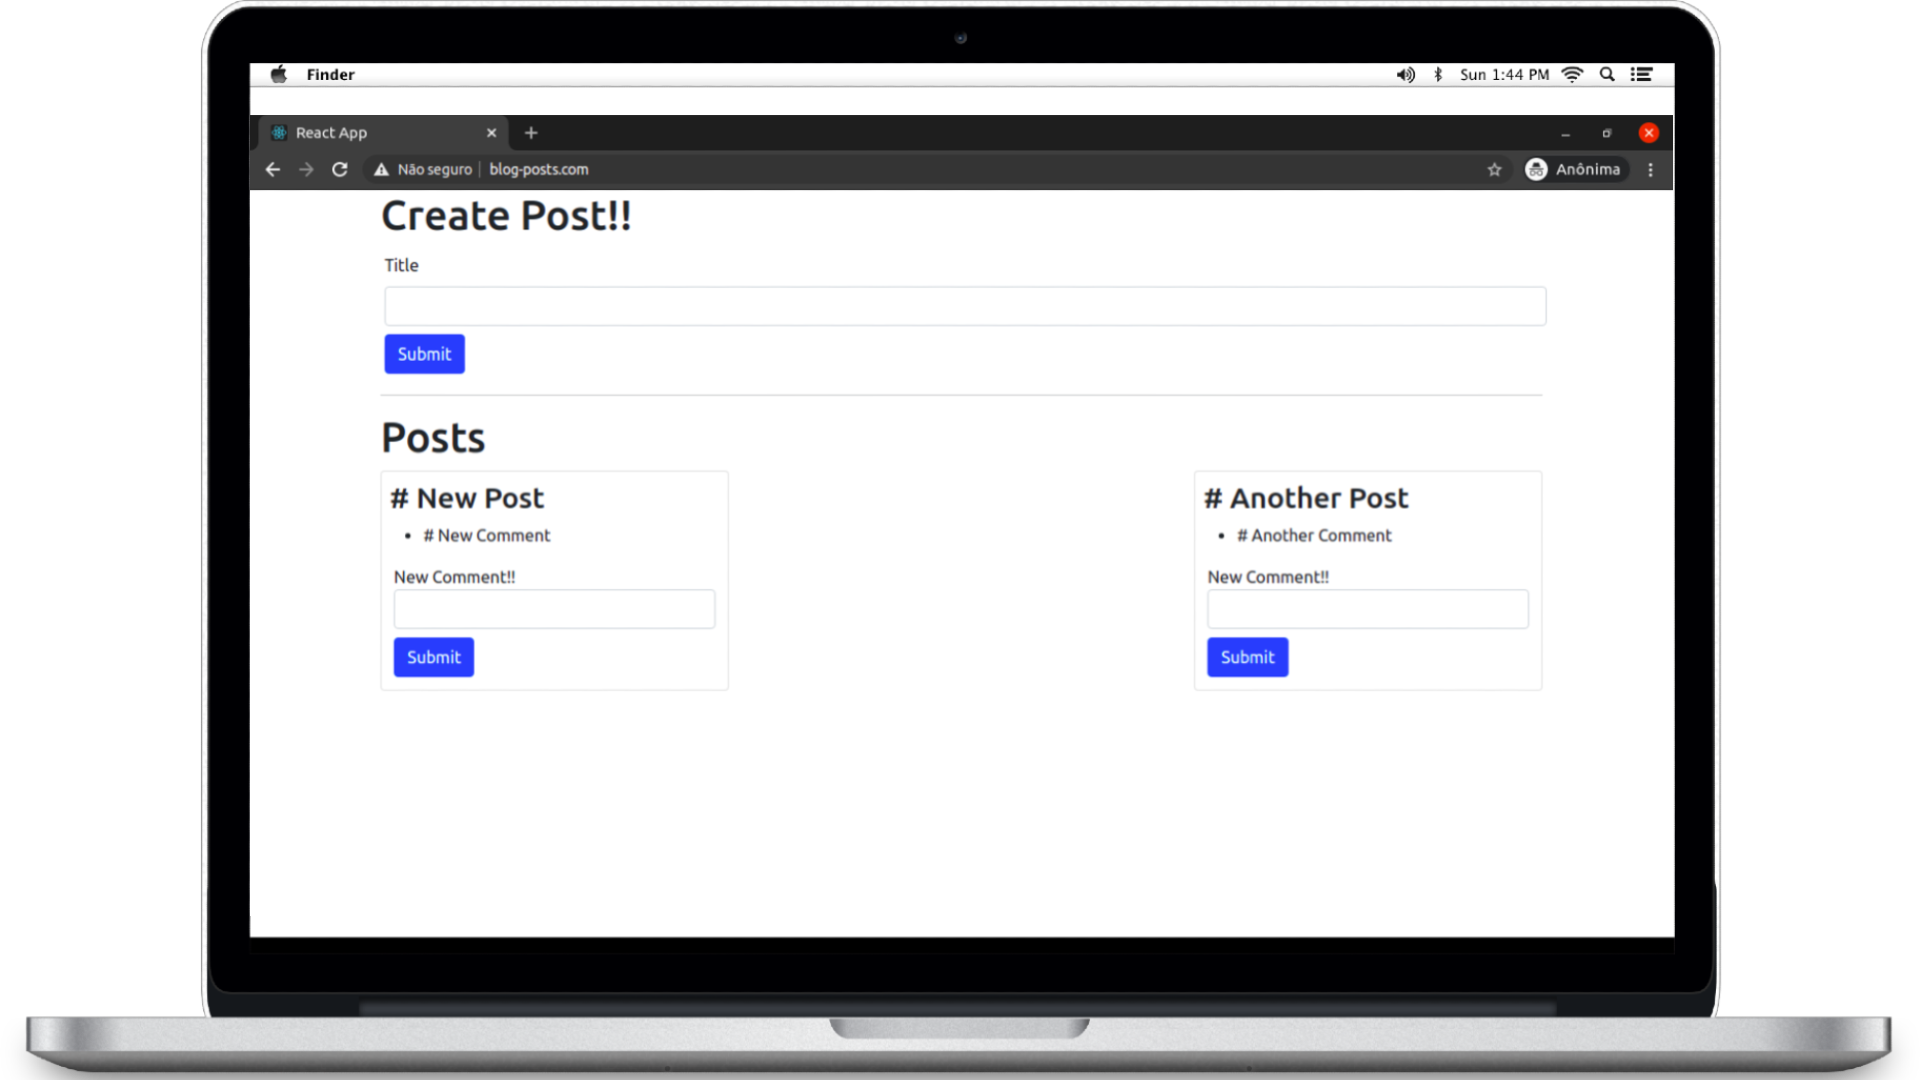 Finder
Sun 1:44 PM
React App
Não seguro | blog-posts.com
Anônima
Create Post!!
Title
Submit
Posts
# New Post
• # New Comment
New Comment!!
Submit
# Another Post
• # Another Comment
New Comment!!
Submit